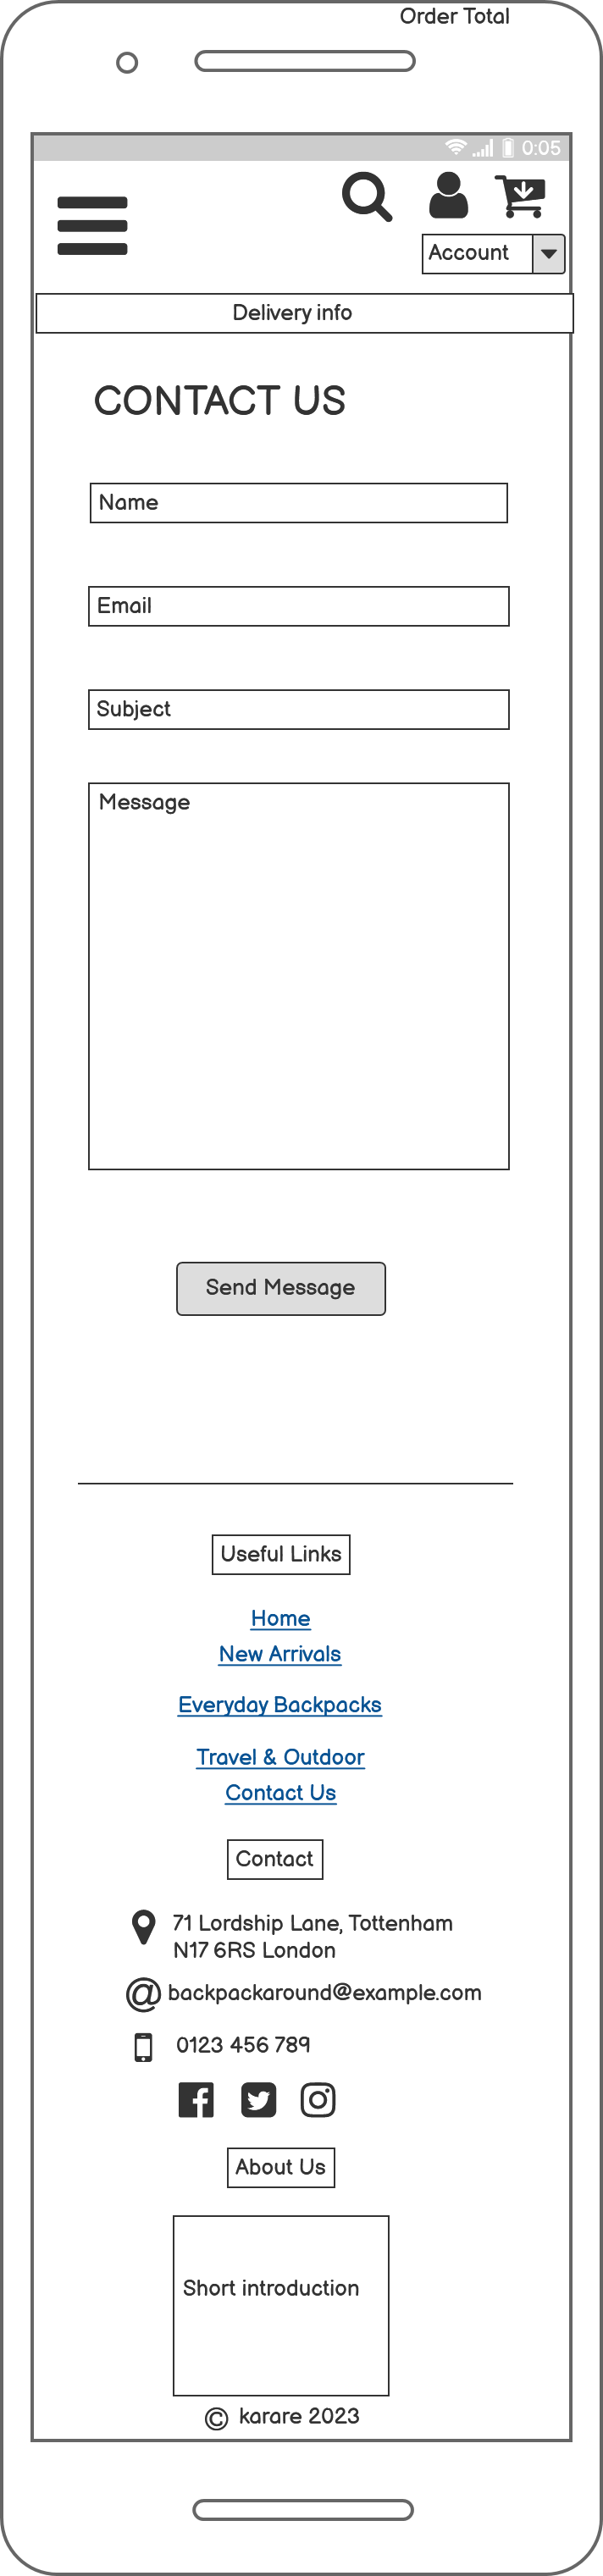 Order Total
0:05
Account
Delivery info
CONTACT US
Name
Email
Subject
Message
Send Message
Useful Links
Home
New Arrivals
Everyday Backpacks
Travel & Outdoor
Contact Us
Contact
71 Lordship Lane, Tottenham
N17 6RS London
@ backpackaround@example.com
0123 456 789
About Us
Short introduction
© karare 2023